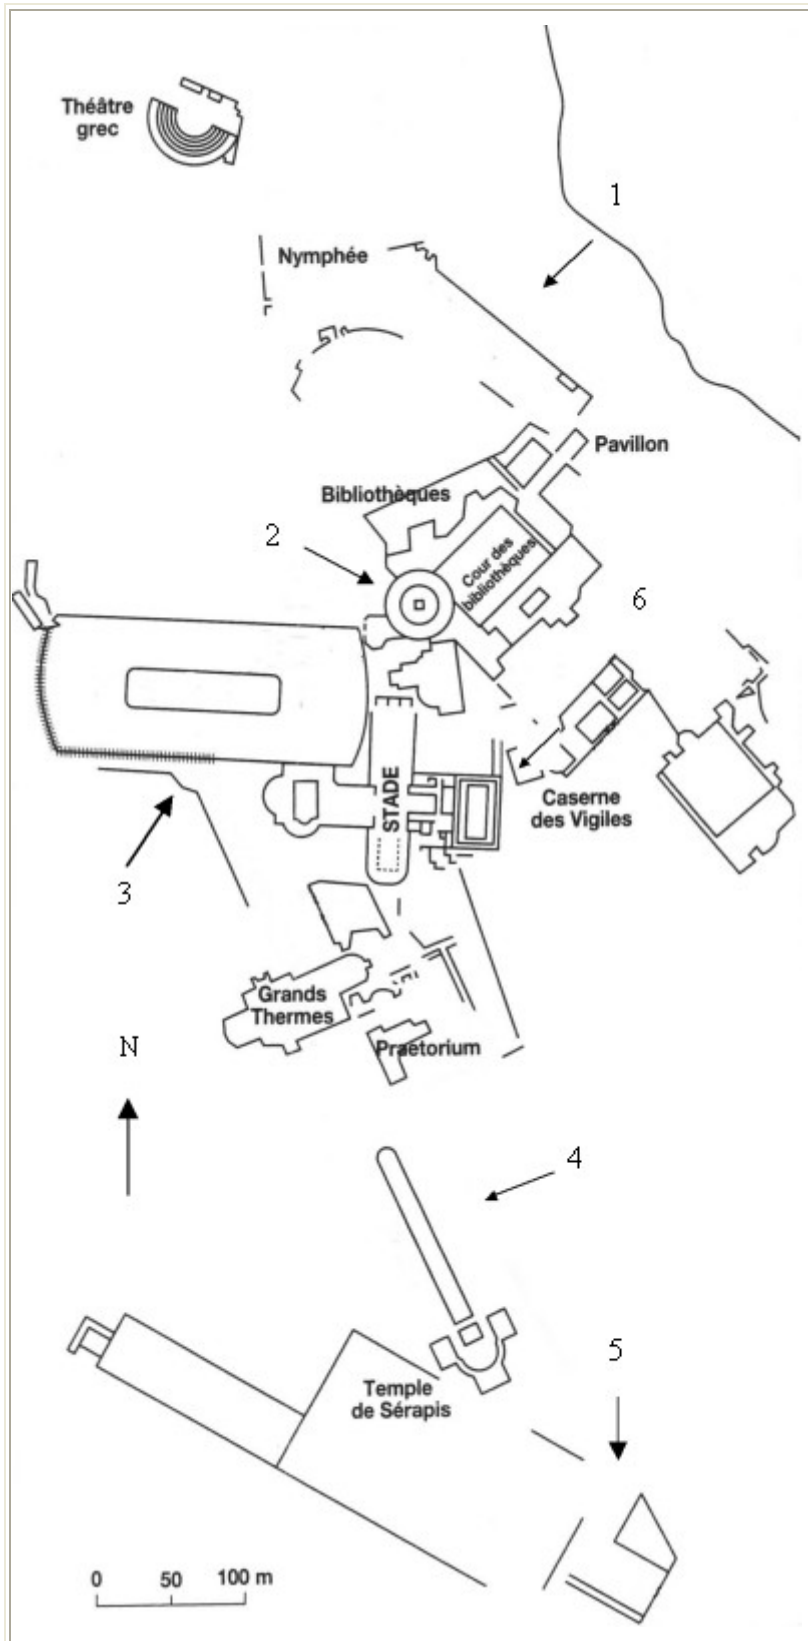 Théâtre
grec
1
Nymphée
Pavillon
Bibliothèques
2
Cour des
bibliothèques
6
STADE
Caserne
des Vigiles
3
Grands
Thermes
N
Praetorium
4
5
Temple
de Sérapis
0 50 100 m